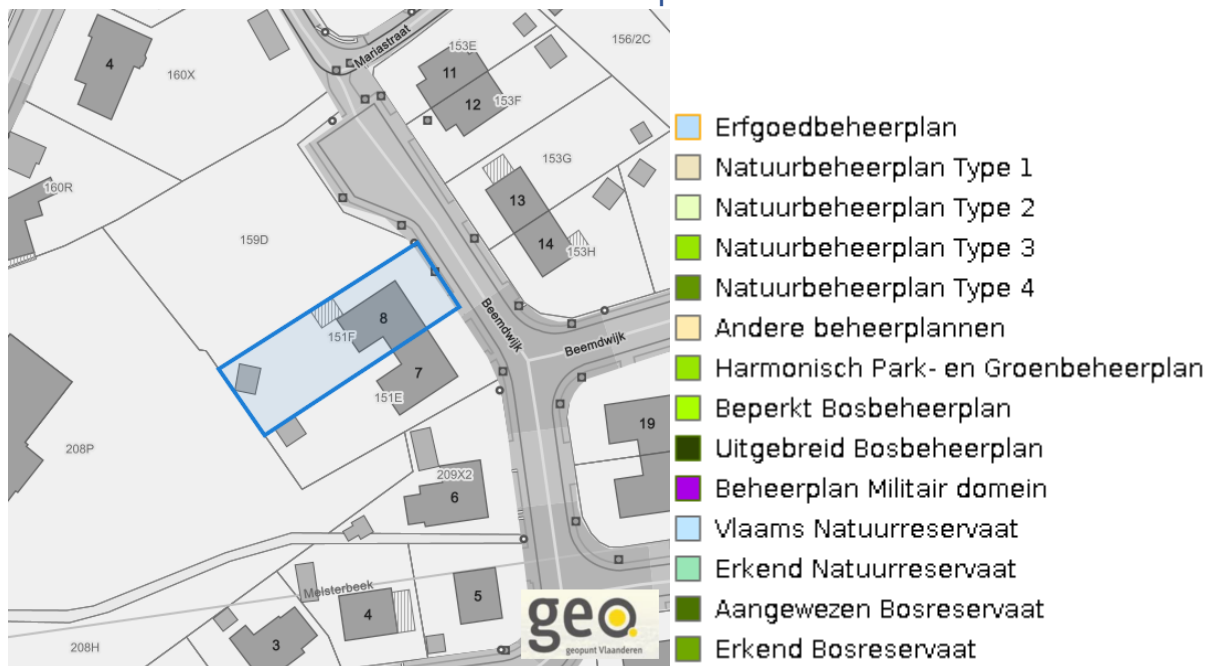 Mariastraat
153E
156/2C
4
160X
11
12
153F
153G
160R
13
14
153H
159D
Beemdwijk
8
151F
Beemdwijk
7
151E
19
208P
209X2
6
Melsterbeek
4
5
3
208H
geo
geopunt Vlaanderen
Erfgoedbeheerplan
Natuurbeheerplan Type 1
Natuurbeheerplan Type 2
Natuurbeheerplan Type 3
Natuurbeheerplan Type 4
Andere beheerplannen
Harmonisch Park- en Groenbeheerplan
Beperkt Bosbeheerplan
Uitgebreid Bosbeheerplan
Beheerplan Militair domein
Vlaams Natuurreservaat
Erkend Natuurreservaat
Aangewezen Bosreservaat
Erkend Bosreservaat